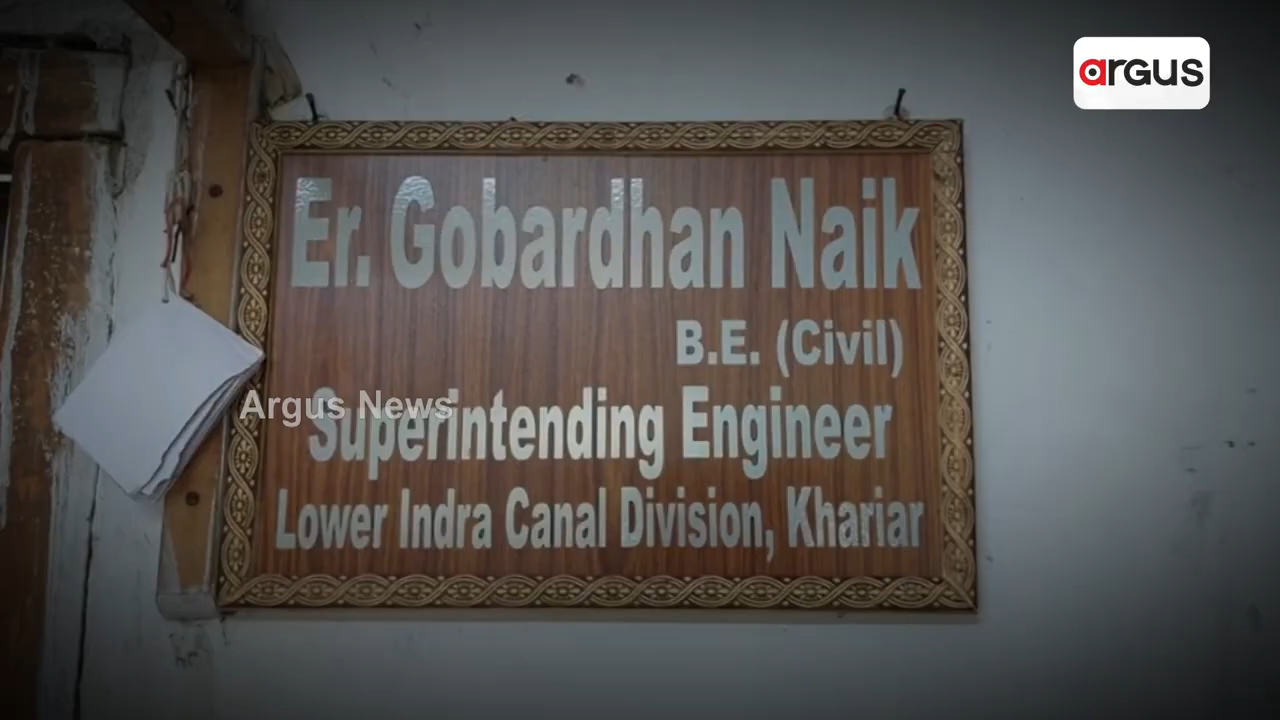 argus
Er. Gobardhan Naik
B.E. (Civil)
Argus News
Superintending Engineer
Lower Indra Canal Division, Khariar